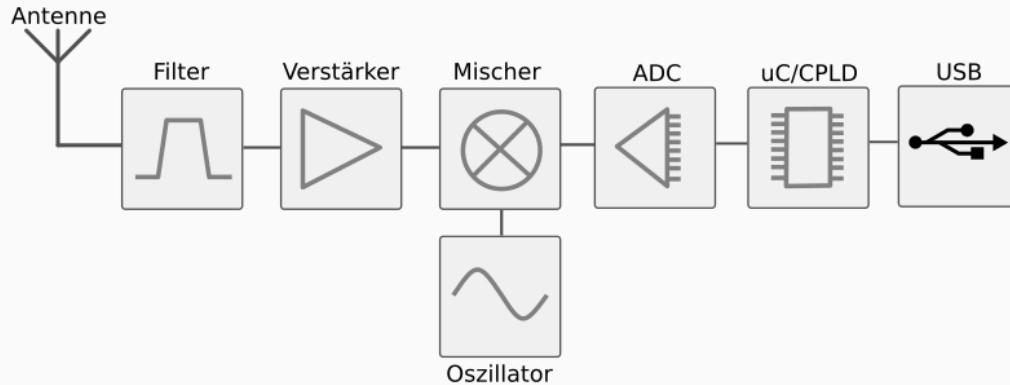 Antenne
Filter
Verstärker
Mischer
ADC
uC/CPLD
USB
Oszillator